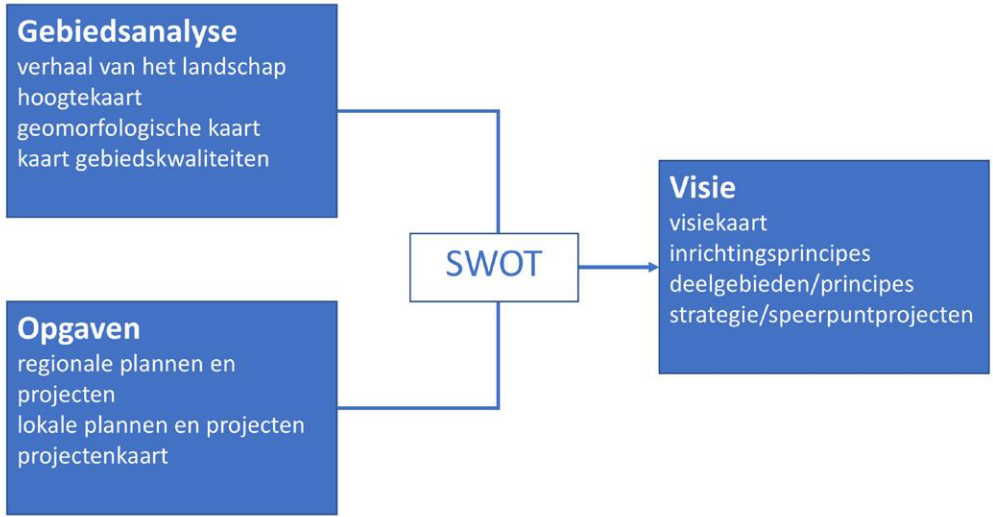 Gebiedsanalyse
verhaal van het landschap
hoogtekaart
geomorfologische kaart
kaart gebiedskwaliteiten
Opgaven
regionale plannen en
projecten
lokale plannen en projecten
projectenkaart
SWOT
Visie
visiekaart
inrichtingsprincipes
deelgebieden/principes
strategie/speerpuntprojecten